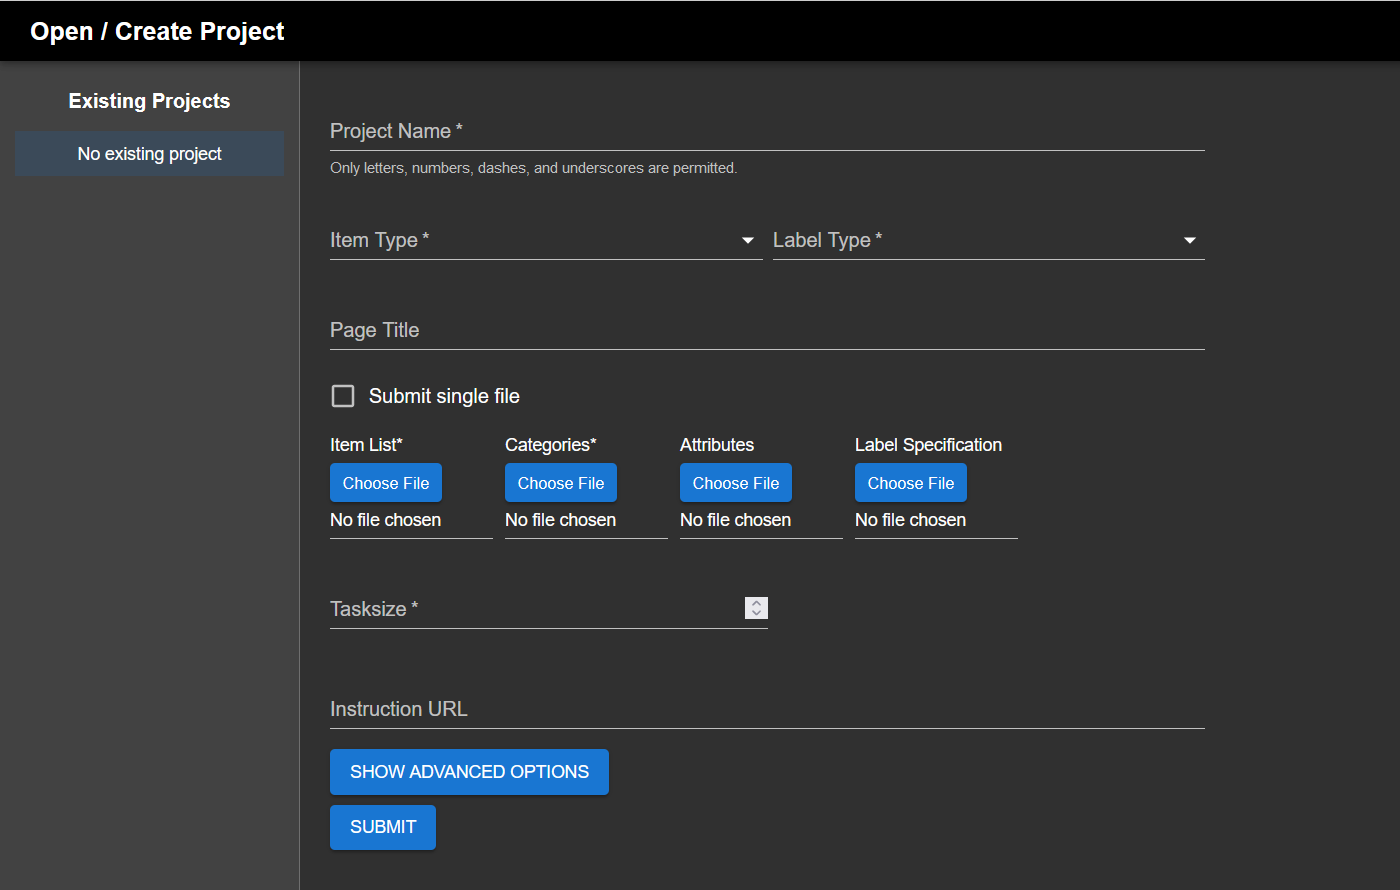 Open / Create Project
Existing Projects
No existing project
Project Name *
Only letters, numbers, dashes, and underscores are permitted.
Item Type * Label Type *
Page Title
Submit single file
Item List* Categories* Attributes Label Specification
Choose File Choose File Choose File Choose File
No file chosen No file chosen No file chosen No file chosen
Tasksize *
Instruction URL
SHOW ADVANCED OPTIONS
SUBMIT